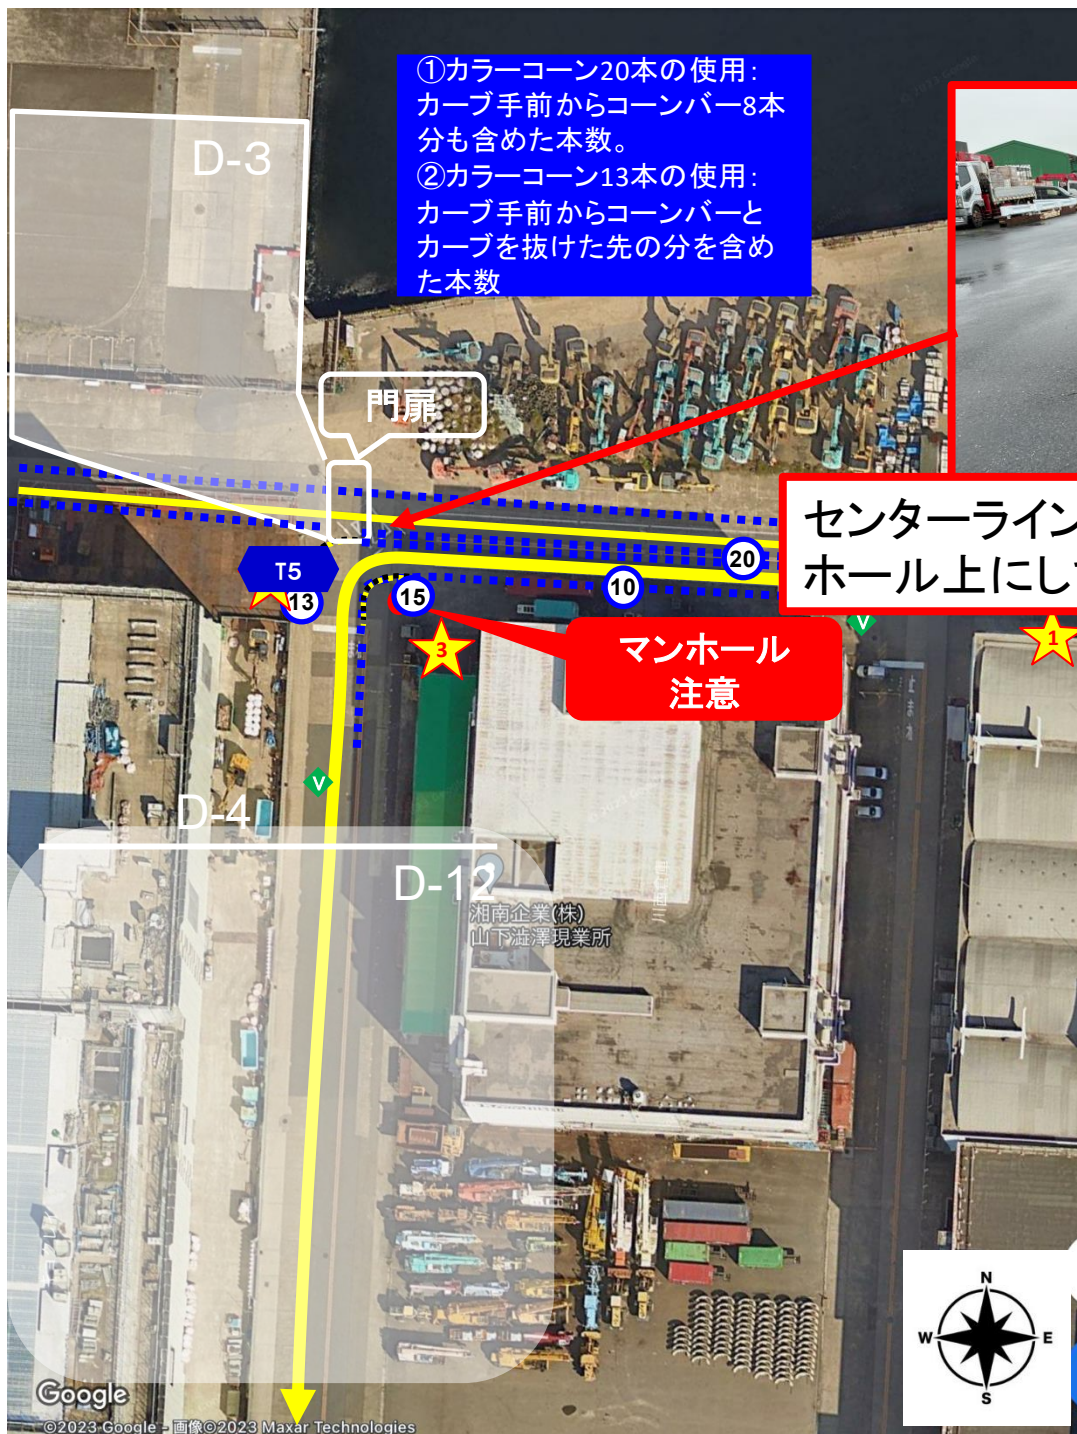 ①カラーコーン20本の使用：
カーブ手前からコーンバー8本
分も含めた本数。
②カラーコーン13本の使用：
カーブ手前からコーンバーと
カーブを抜けた先の分を含め
た本数
D-3
門扉
センターライン
ホール上にして
T5
13
15
10
20
3
1
マンホール
注意
V
V
D-4
D-12
湘南企業(株)
山下澁澤現業所
N
W
E
S
Google
©2023 Google - 画像©2023 Maxar Technologies